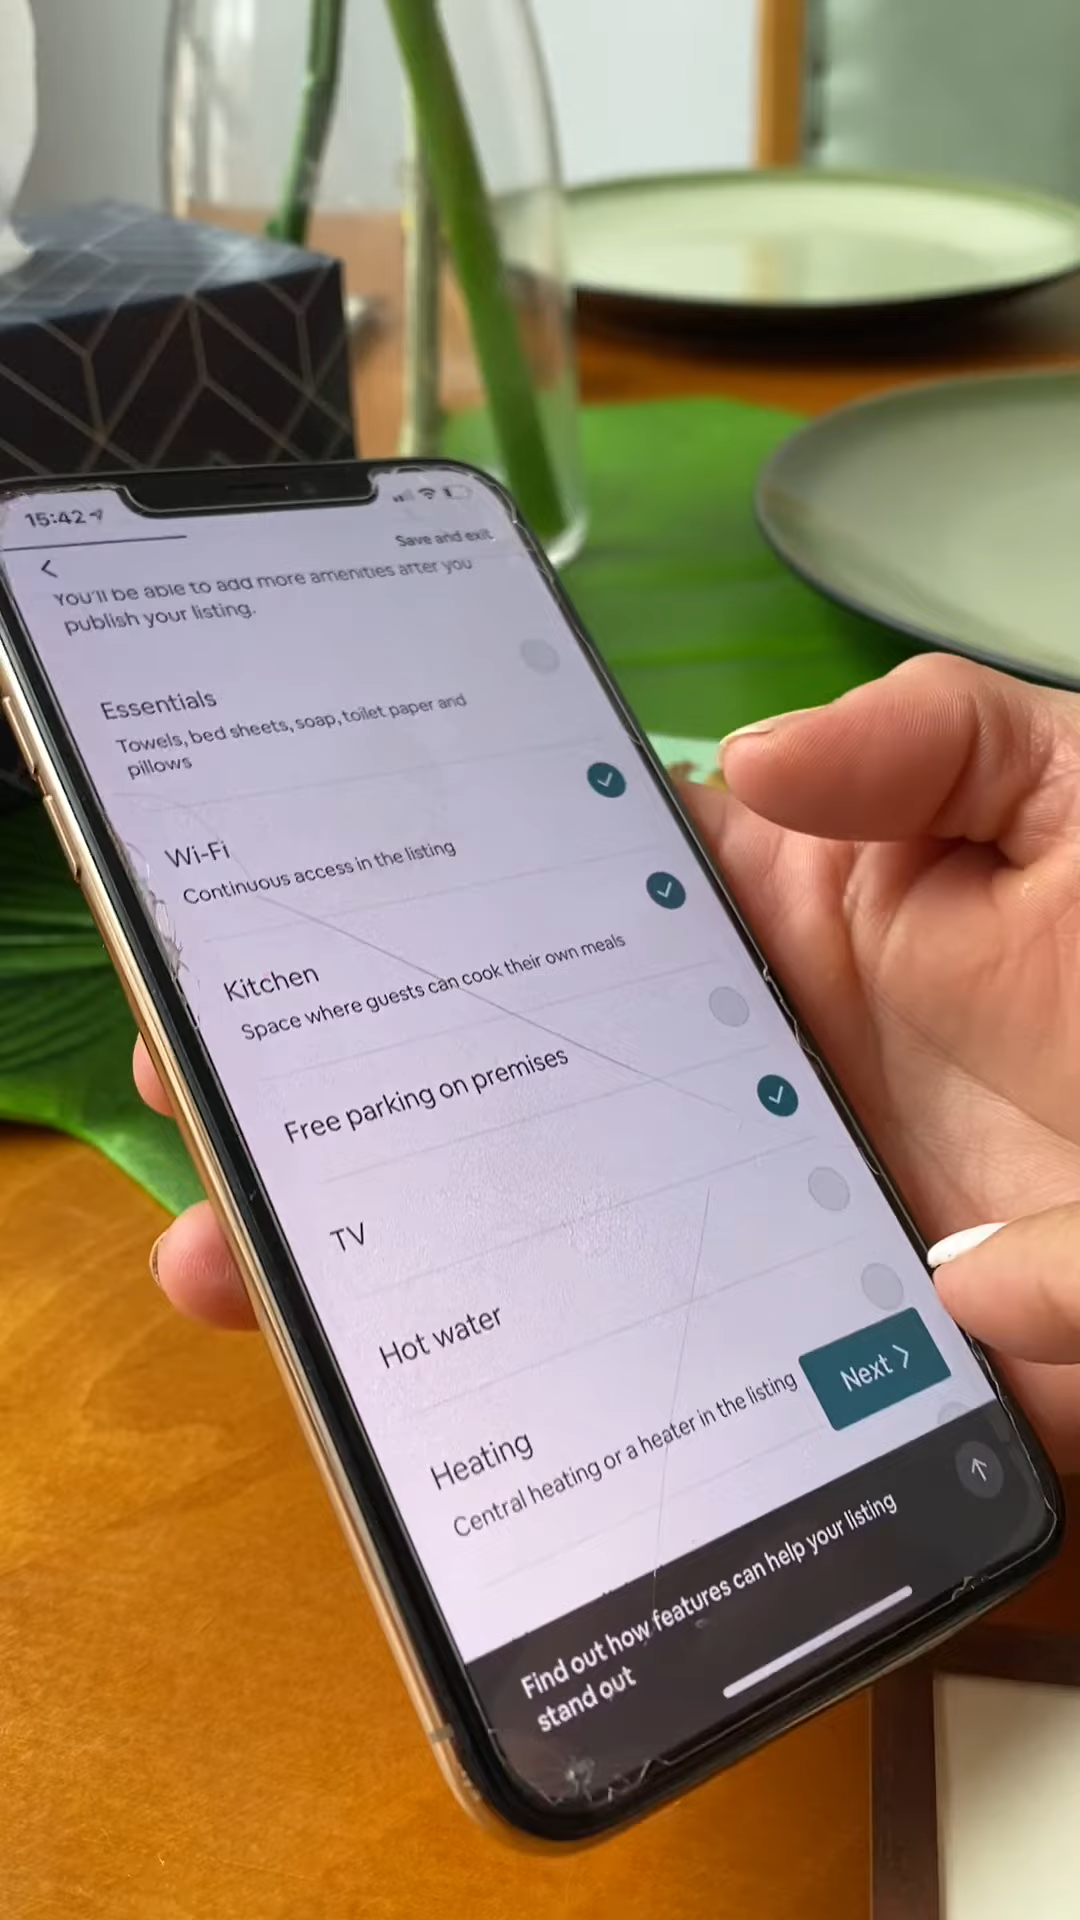 15:42
Save and exit
You'll be able to add more amenities after you
publish your listing.
Essentials
Towels, bed sheets, soap, toilet paper and
pillows
Wi-Fi
Continuous access in the listing
Kitchen
Space where guests can cook their own meals
Free parking on premises
TV
Hot water
Heating
Central heating or a heater in the listing
Next
Find out how features can help your listing
stand out